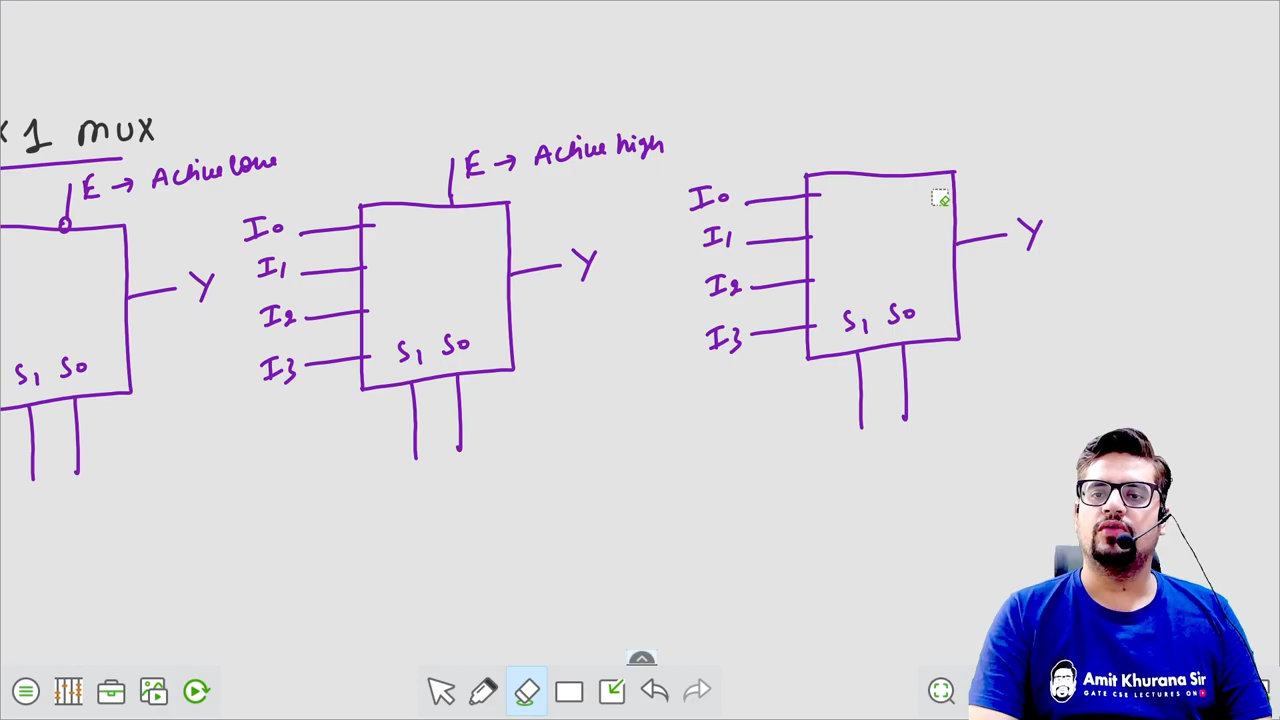 x 1 mux
E → Active low
S1 S0
Y
E → Active high
I0
I1
I2
I3
S1 S0
Y
I0
I1
I2
I3
S1 S0
Y
Amit Khurana Sir
GATE CSE LECTURES ON